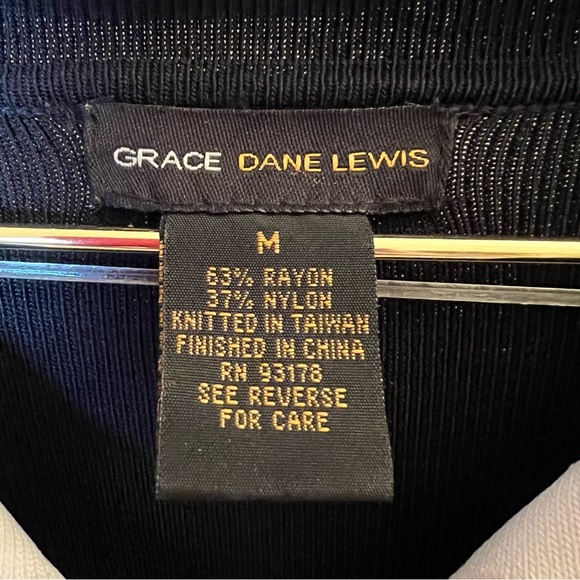 GRACE DANE LEWIS
M
63% RAYON
37% NYLON
KNITTED IN TAIWAN
FINISHED IN CHINA
RN 93178
SEE REVERSE
FOR CARE